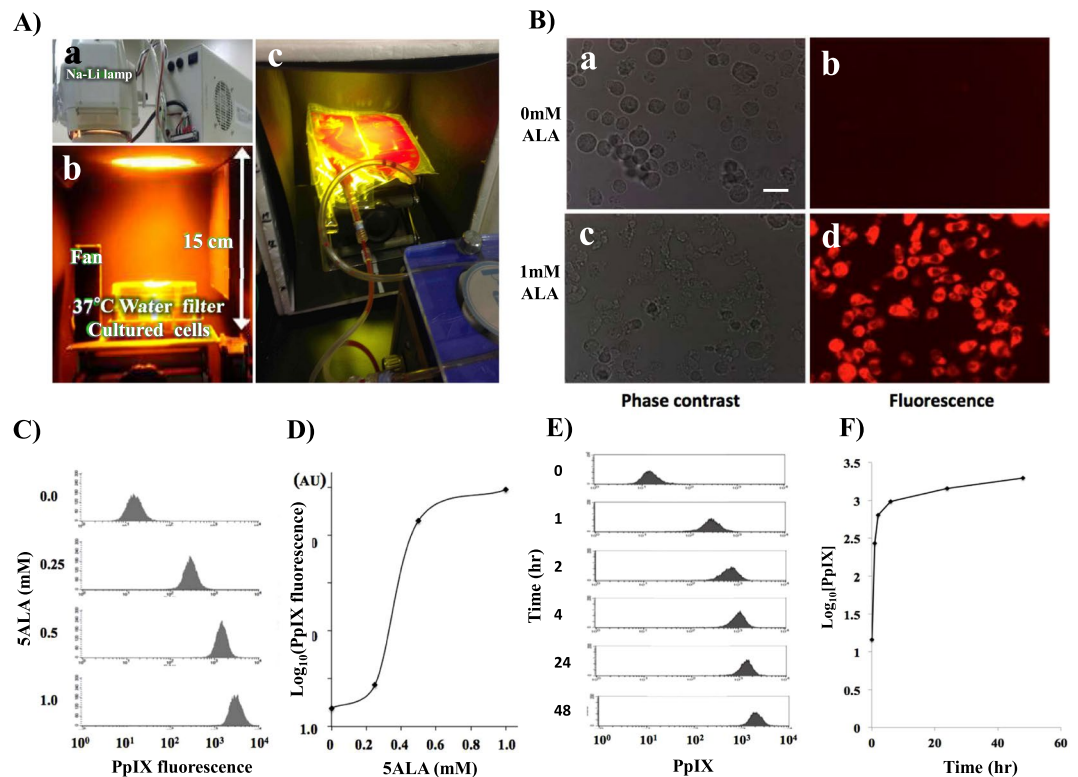 A)
a
Na-Li lamp
b
15 cm
Fan
37°C Water filter
Cultured cells
c
B)
0mM
ALA
a
b
1mM
ALA
c
d
Phase contrast
Fluorescence
C)
5ALA (mM)
0.0
0.25
0.5
1.0
10⁰ 10¹ 10² 10³ 10⁴
PpIX fluorescence
D)
(AU)
Log₁₀(PpIX fluorescence)
1.0
0 0.2 0.4 0.6 0.8 1.0
5ALA (mM)
E)
Time (hr)
0
1
2
4
24
48
10⁰ 10¹ 10² 10³ 10⁴
PpIX
F)
Log₁₀[PpIX]
3.5
3
2.5
2
1.5
1
0.5
0
0 20 40 60
Time (hr)